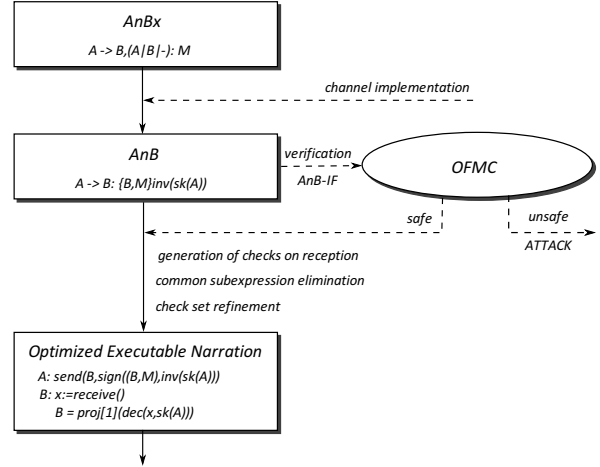 AnBx
A -> B,(A|B|-): M
channel implementation
AnB
A -> B: {B,M}inv(sk(A))
verification
AnB-IF
OFMC
safe
unsafe
ATTACK
generation of checks on reception
common subexpression elimination
check set refinement
Optimized Executable Narration
A: send(B,sign((B,M),inv(sk(A)))
B: x:=receive()
B = proj[1](dec(x,sk(A)))